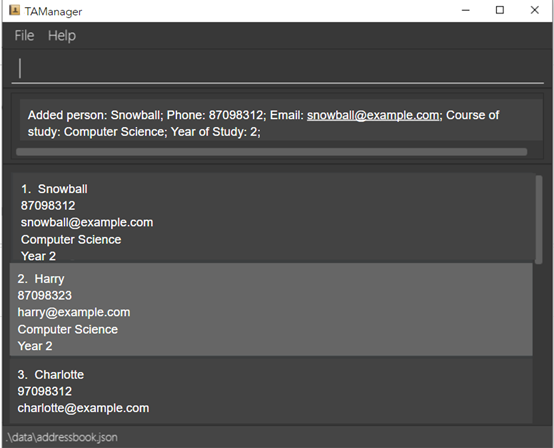 TAManager
File Help
Added person: Snowball; Phone: 87098312; Email: snowball@example.com; Course of
study: Computer Science; Year of Study: 2;
1. Snowball
87098312
snowball@example.com
Computer Science
Year 2
2. Harry
87098323
harry@example.com
Computer Science
Year 2
3. Charlotte
97098312
charlotte@example.com
.\data\addressbook.json